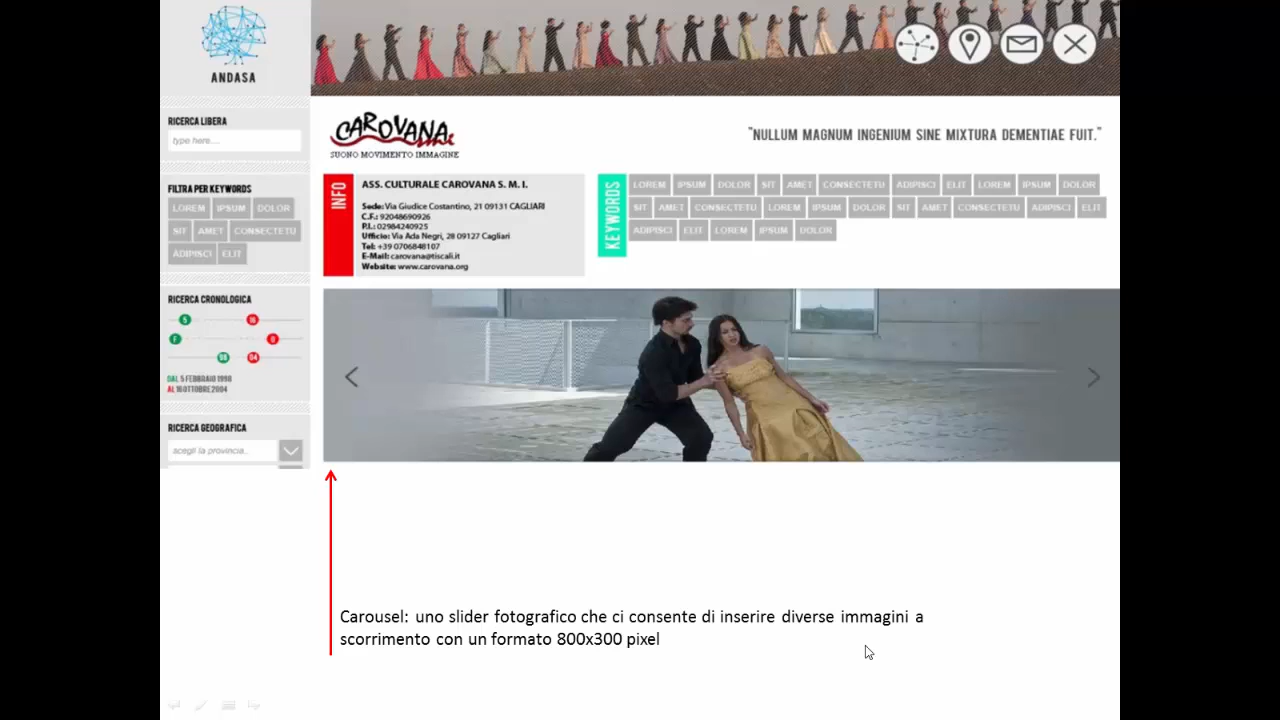 ANDASA
RICERCA LIBERA
type here....
FILTRA PER KEYWORDS
LOREM IPSUM DOLOR
SIT AMET CONSECTETU
ADIPISCI ELIT
RICERCA CRONOLOGICA
5 16
F O
98 04
DAL 5 FEBBRAIO 1998
AL 16 OTTOBRE 2004
RICERCA GEOGRAFICA
scegli la provincia..
CAROVANA
SUONO MOVIMENTO IMMAGINE
"NULLUM MAGNUM INGENIUM SINE MIXTURA DEMENTIAE FUIT."
INFO
ASS. CULTURALE CAROVANA S. M. I.
Sede: Via Giudice Costantino, 21 09131 CAGLIARI
C.F.: 92048690926
P.I.: 02984240925
Ufficio: Via Ada Negri, 28 09127 Cagliari
Tel: +39 0706848107
E-Mail: carovana@tiscali.it
Website: www.carovana.org
KEYWORDS
LOREM IPSUM DOLOR SIT AMET CONSECTETU ADIPISCI ELIT LOREM IPSUM DOLOR
SIT AMET CONSECTETU LOREM IPSUM DOLOR SIT AMET CONSECTETU ADIPISCI ELIT
ADIPISCI ELIT LOREM IPSUM DOLOR
Carousel: uno slider fotografico che ci consente di inserire diverse immagini a
scorrimento con un formato 800x300 pixel